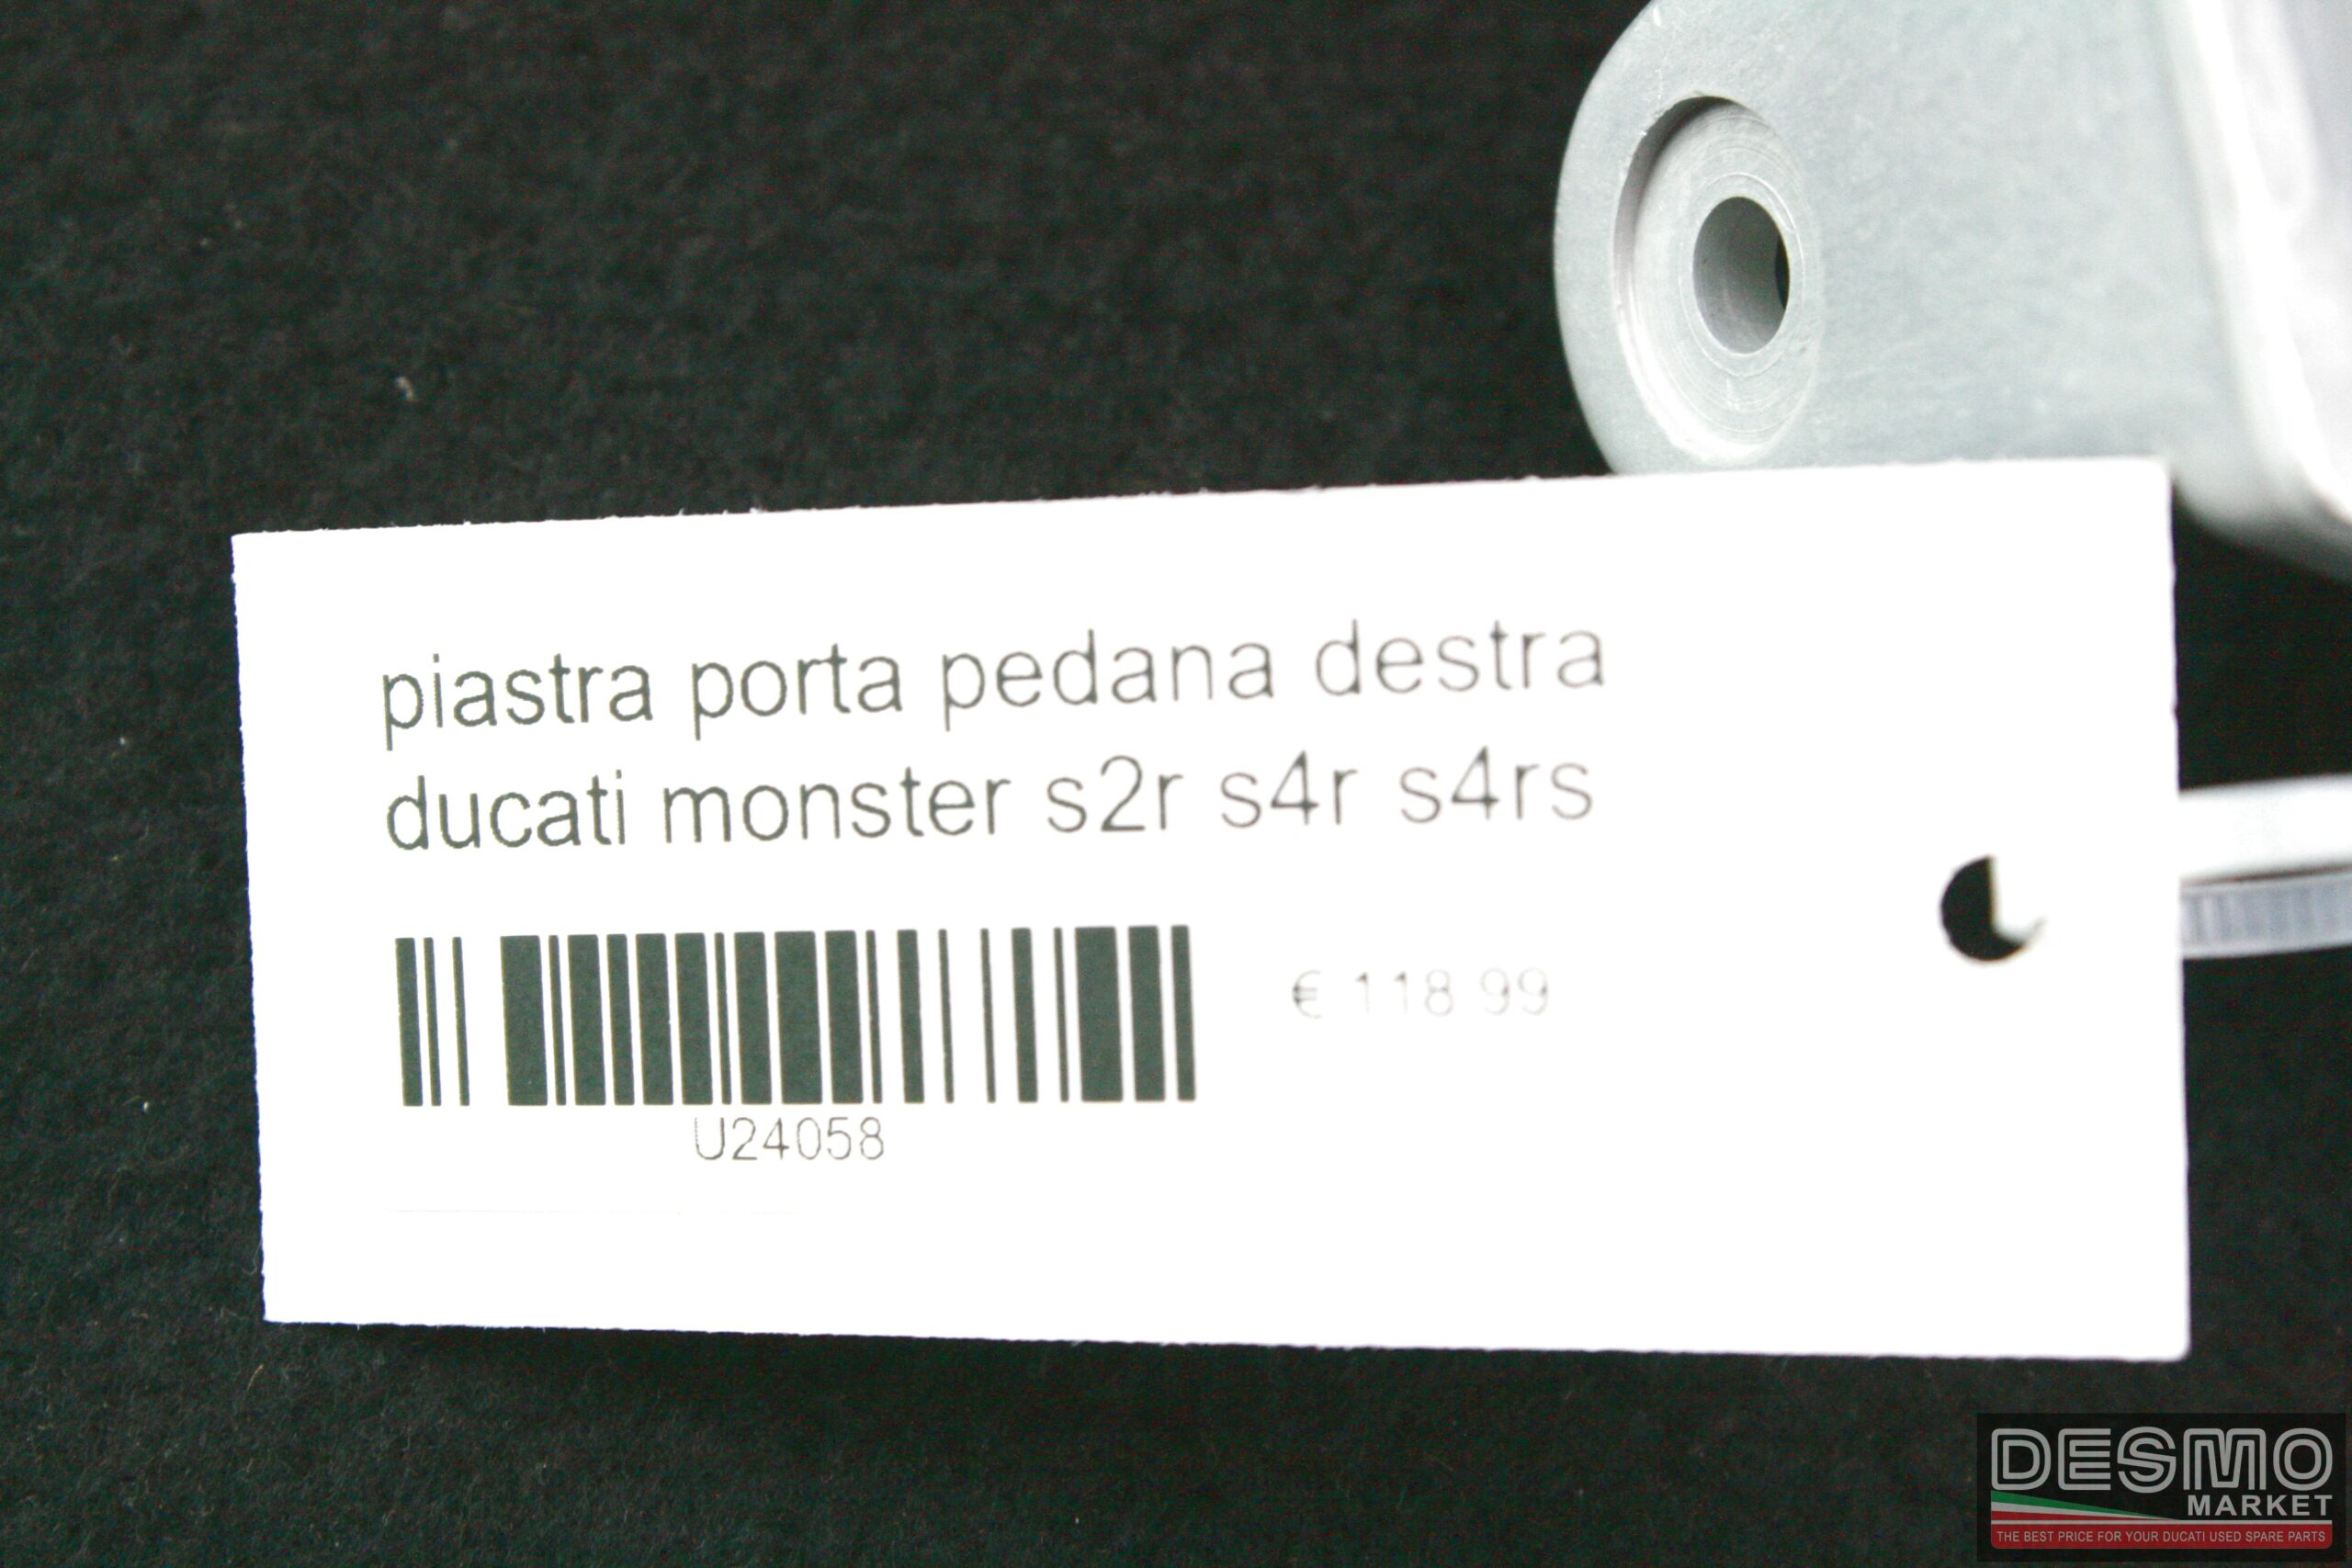 piastra porta pedana destra
ducati monster s2r s4r s4rs
€ 118 99
U24058
DESMO
MARKET
THE BEST PRICE FOR YOUR DUCATI USED SPARE PARTS